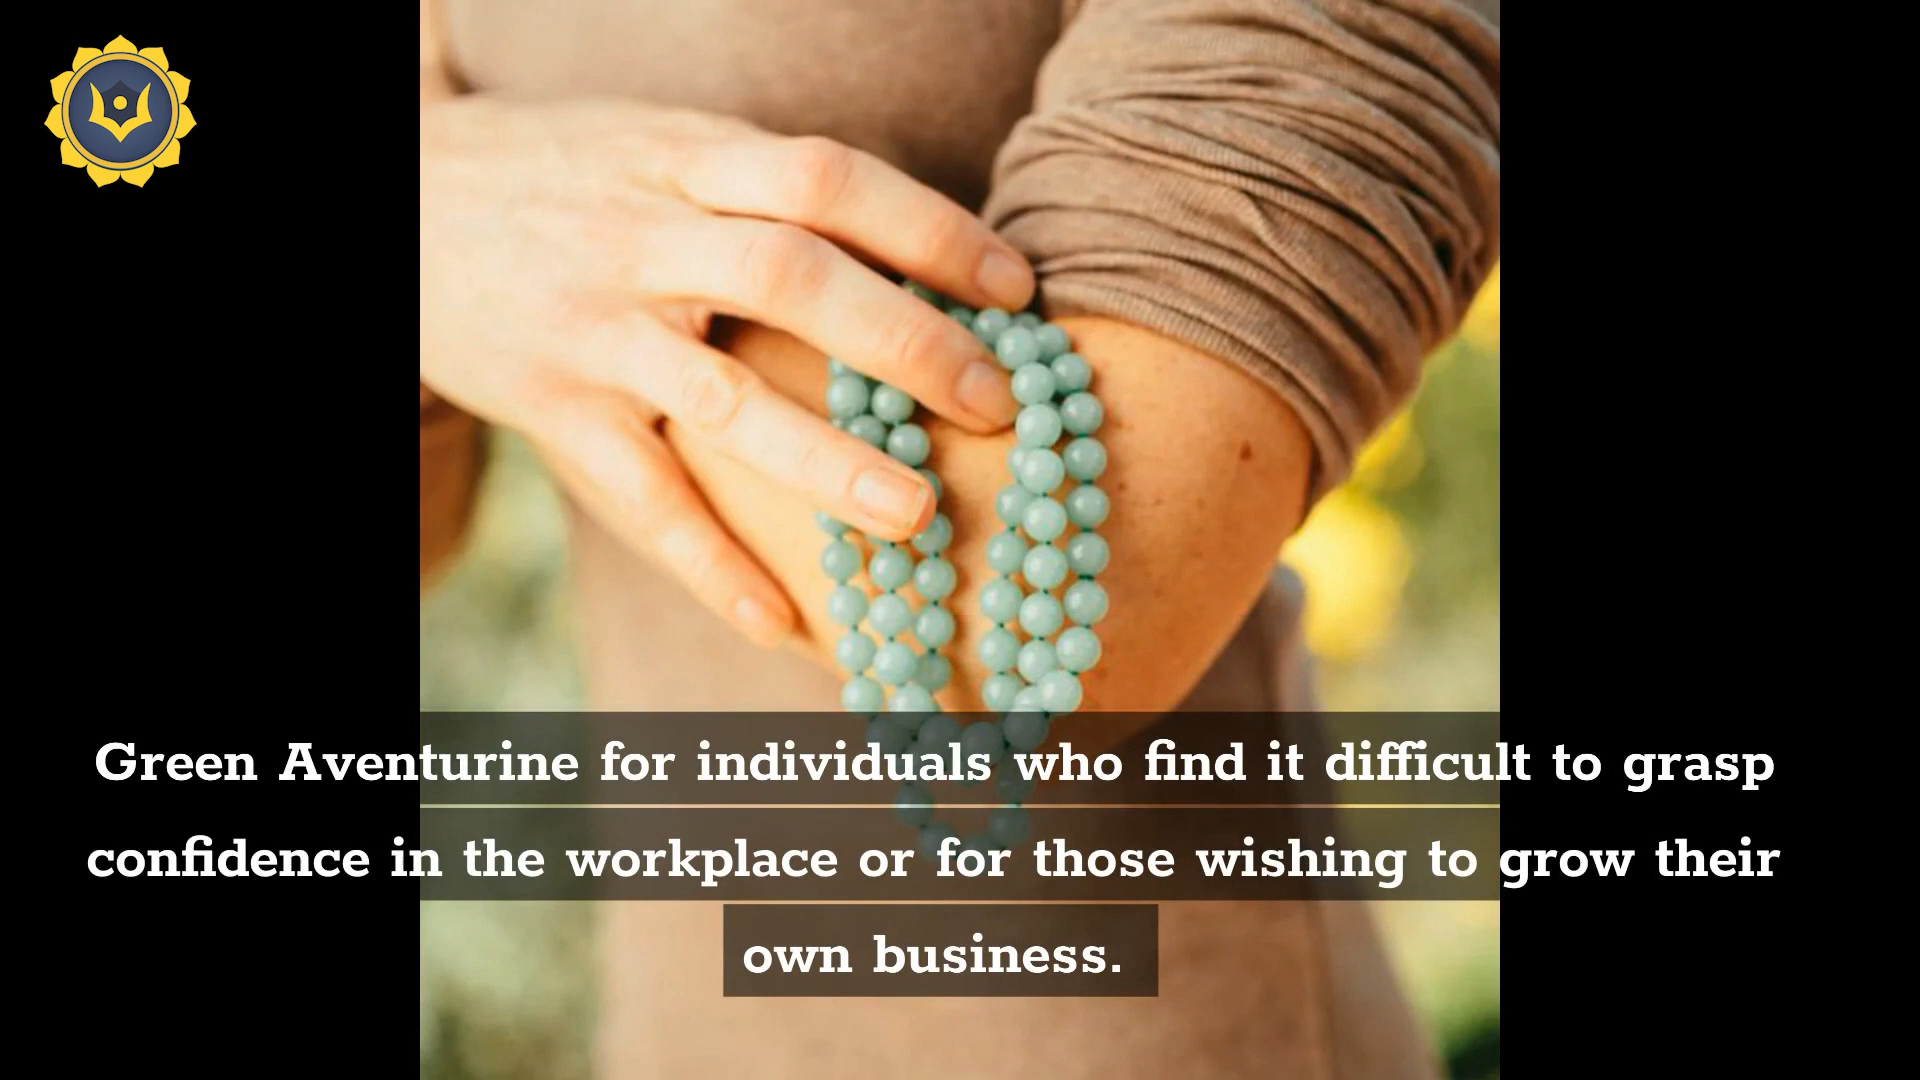 Green Aventurine for individuals who find it difficult to grasp
confidence in the workplace or for those wishing to grow their
own business.